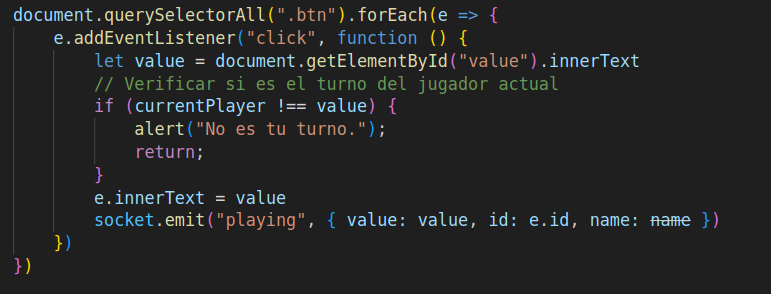 document.querySelectorAll(".btn").forEach(e => {
    e.addEventListener("click", function () {
        let value = document.getElementById("value").innerText
        // Verificar si es el turno del jugador actual
        if (currentPlayer !== value) {
            alert("No es tu turno.");
            return;
        }
        e.innerText = value
        socket.emit("playing", { value: value, id: e.id, name: name })
    })
})